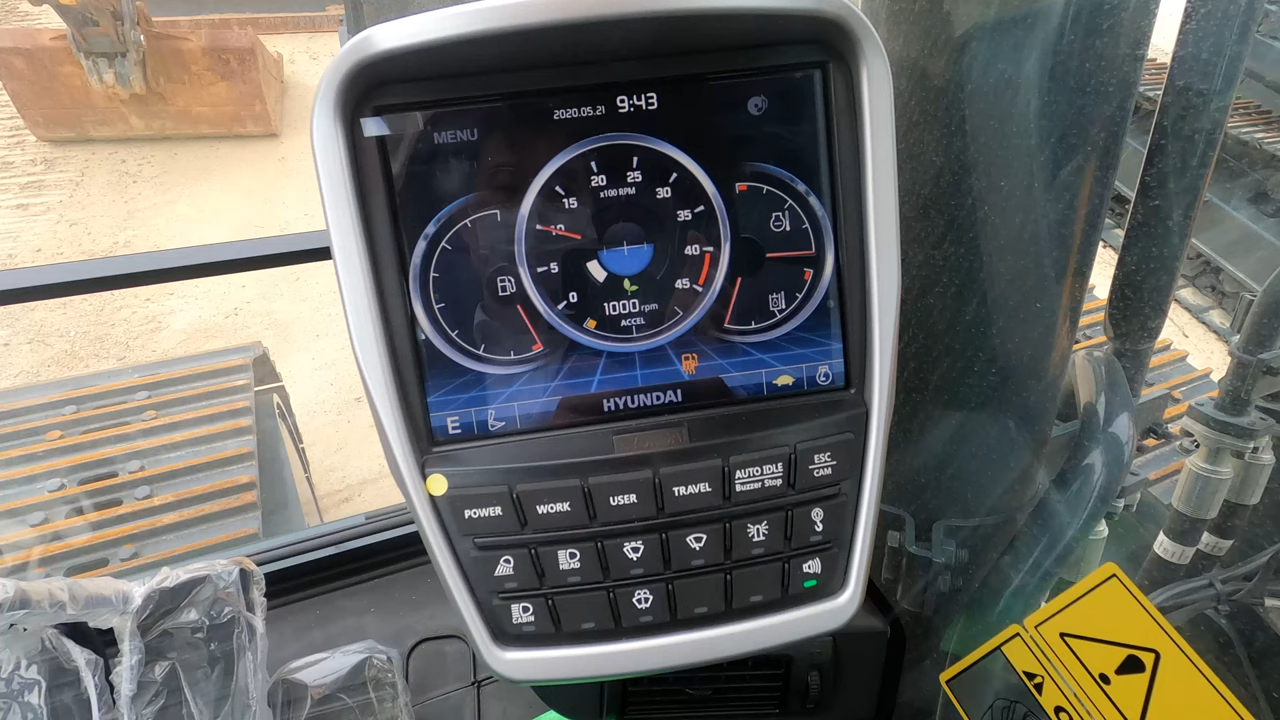 2020.05.21 9:43
MENU
20 25
x100 RPM
15 30
10 35
5 40
0 45
1000 rpm
ACCEL
E
HYUNDAI
POWER WORK USER TRAVEL AUTO IDLE
Buzzer Stop
ESC
CAM
HEAD
CABIN